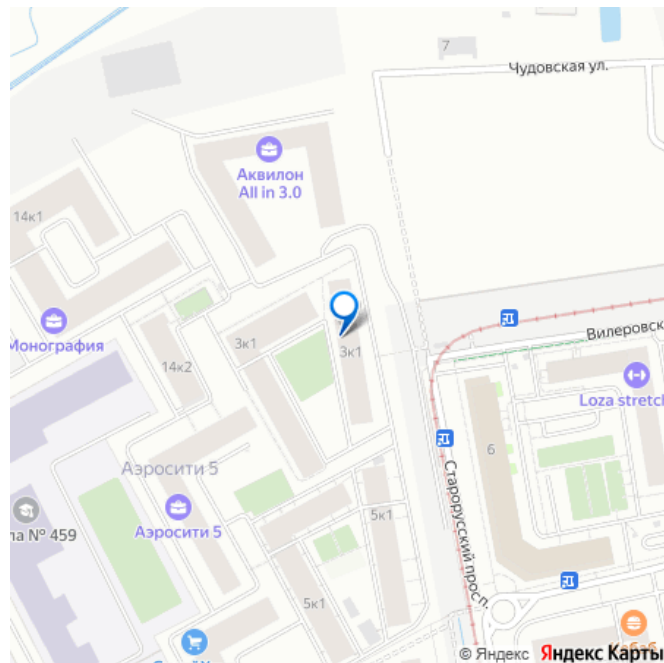 7
Чудовская ул.
Аквилон
All in 3.0
14к1
Монография
3к1
3к1
Вилеровск
14к2
Loza stretch
Аэросити 5
6
Старорусский просп.
ла № 459
Аэросити 5
5к1
5к1
© Яндекс Яндекс Карты